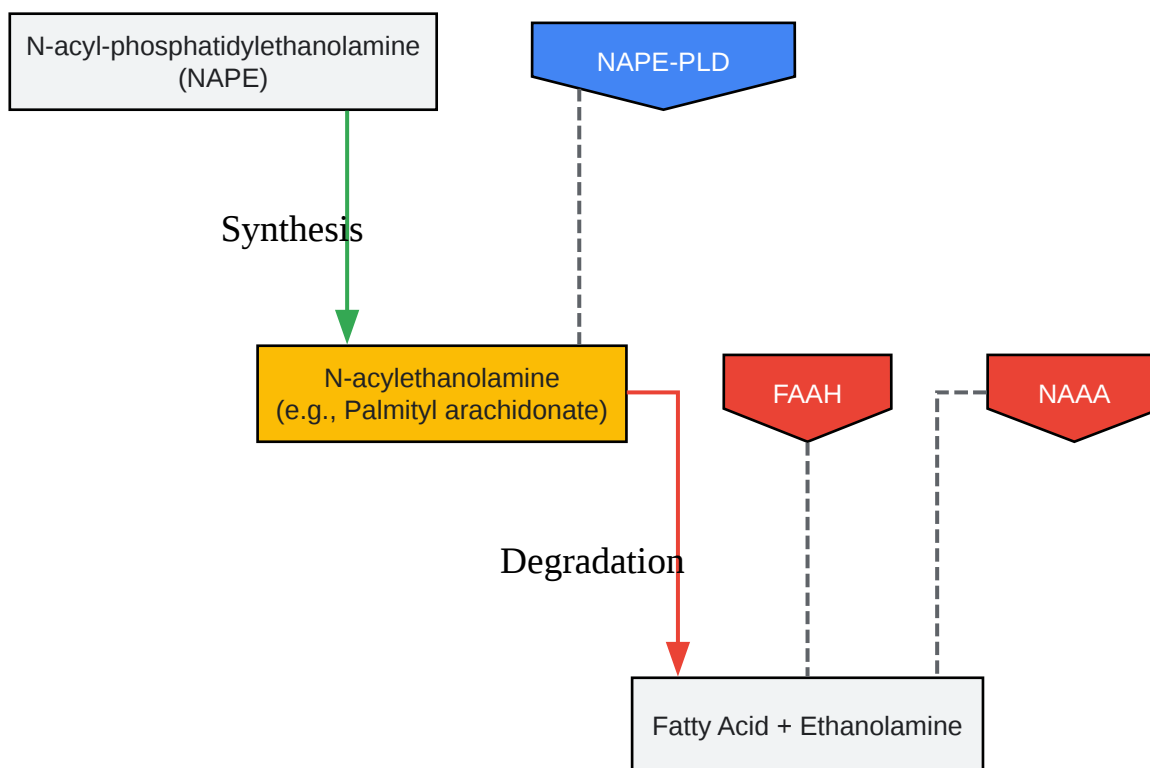 N-acyl-phosphatidylethanolamine
(NAPE)
NAPE-PLD
Synthesis
N-acylethanolamine
(e.g., Palmityl arachidonate)
FAAH
NAAA
Degradation
Fatty Acid + Ethanolamine